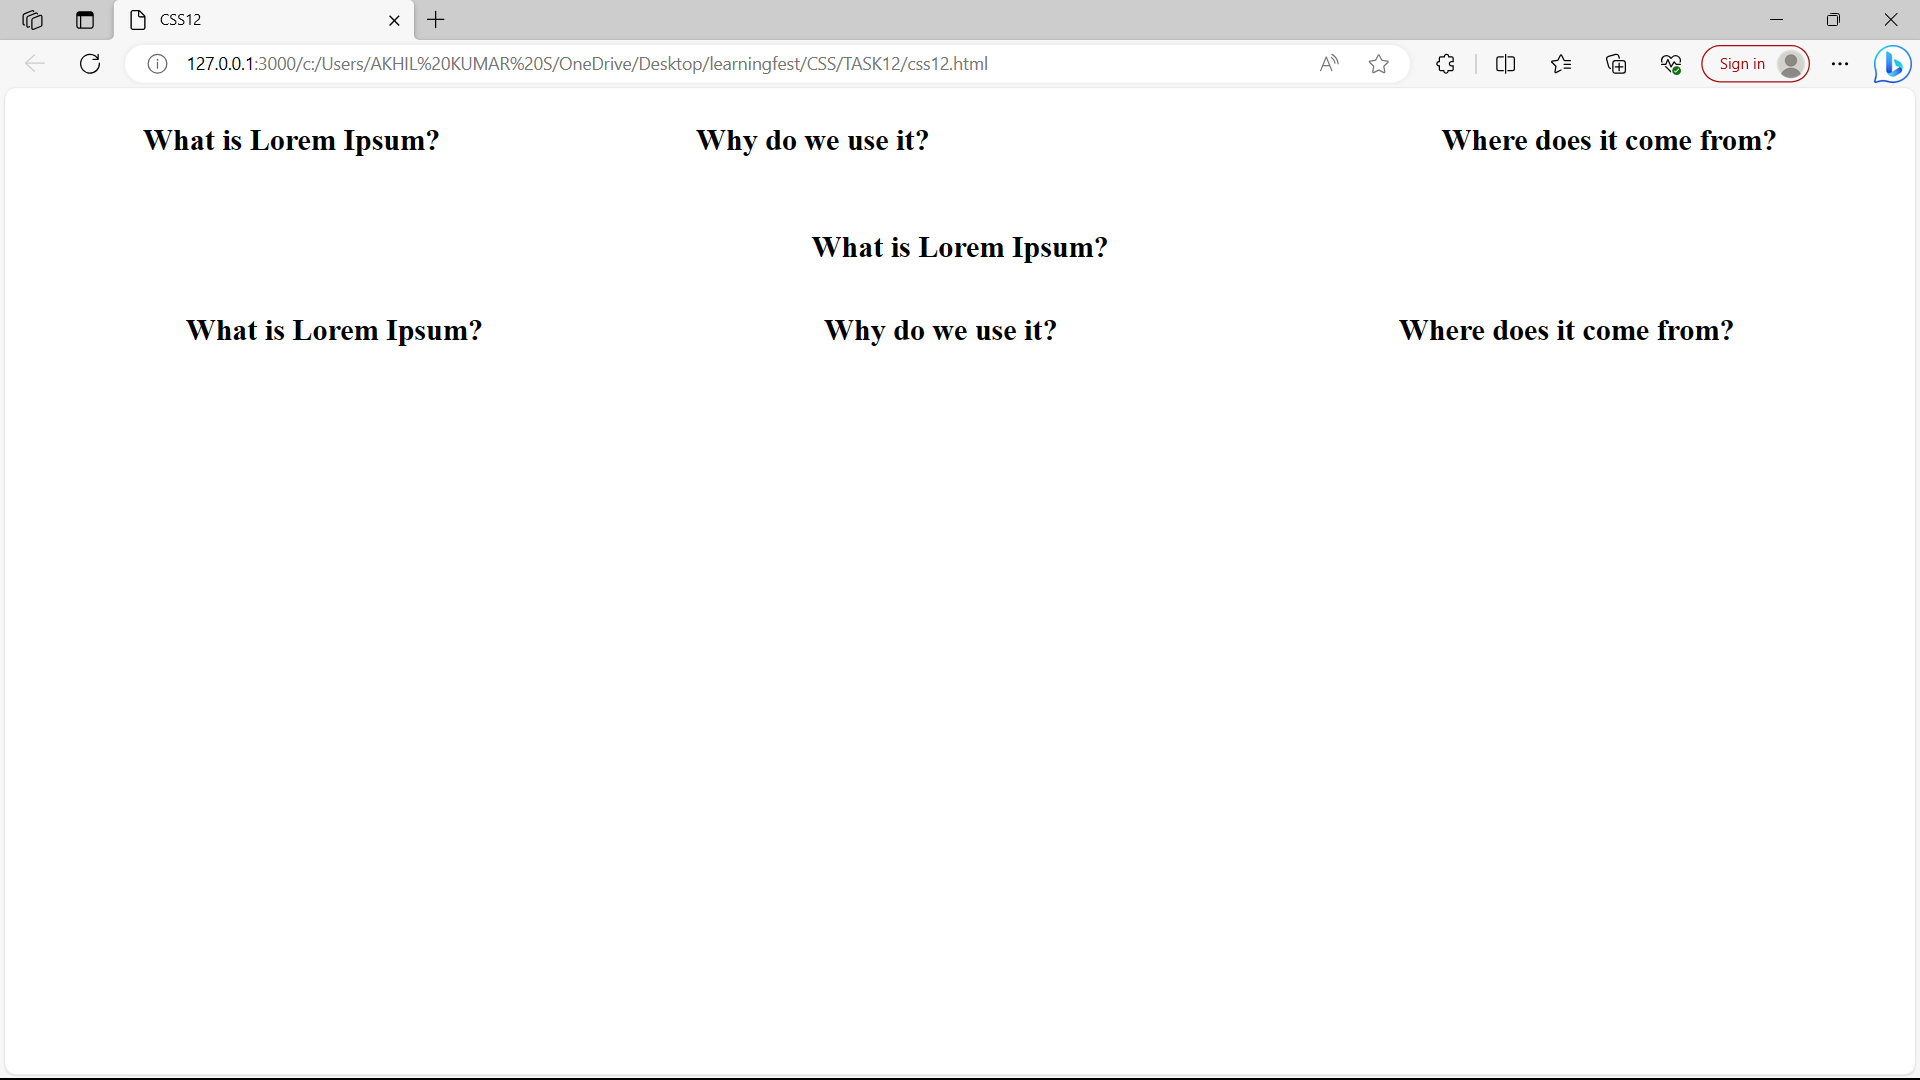 CSS12
127.0.0.1:3000/c:/Users/AKHIL%20KUMAR%20S/OneDrive/Desktop/learningfest/CSS/TASK12/css12.html
Sign in
What is Lorem Ipsum? Why do we use it? Where does it come from?
What is Lorem Ipsum?
What is Lorem Ipsum? Why do we use it? Where does it come from?